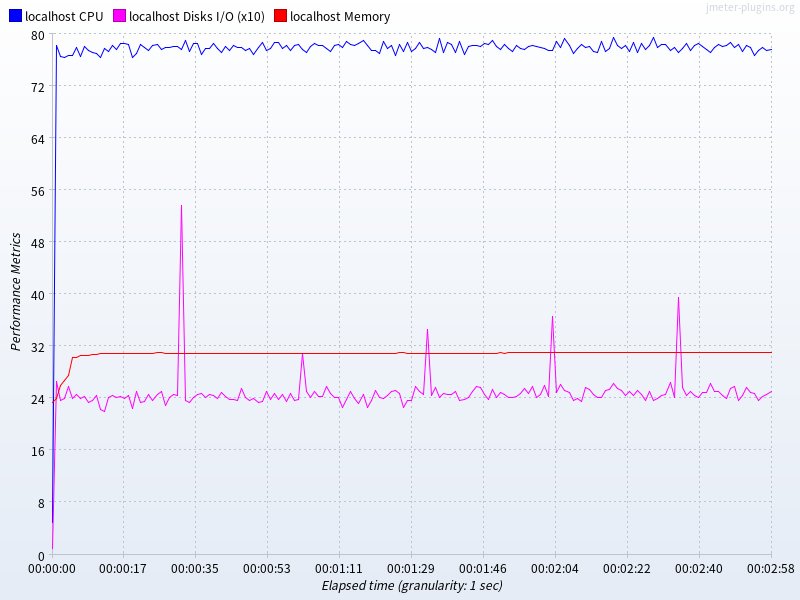 jmeter-plugins.org
localhost CPU localhost Disks I/O (x10) localhost Memory
80
72
64
56
48
40
32
24
16
8
0
Performance Metrics
00:00:00 00:00:17 00:00:35 00:00:53 00:01:11 00:01:29 00:01:46 00:02:04 00:02:22 00:02:40 00:02:58
Elapsed time (granularity: 1 sec)